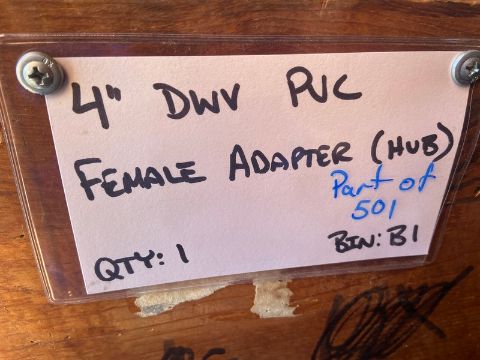 4" DWV PVC
FEMALE ADAPTER (HUB)
Part of
501
QTY: 1 BIN: B1